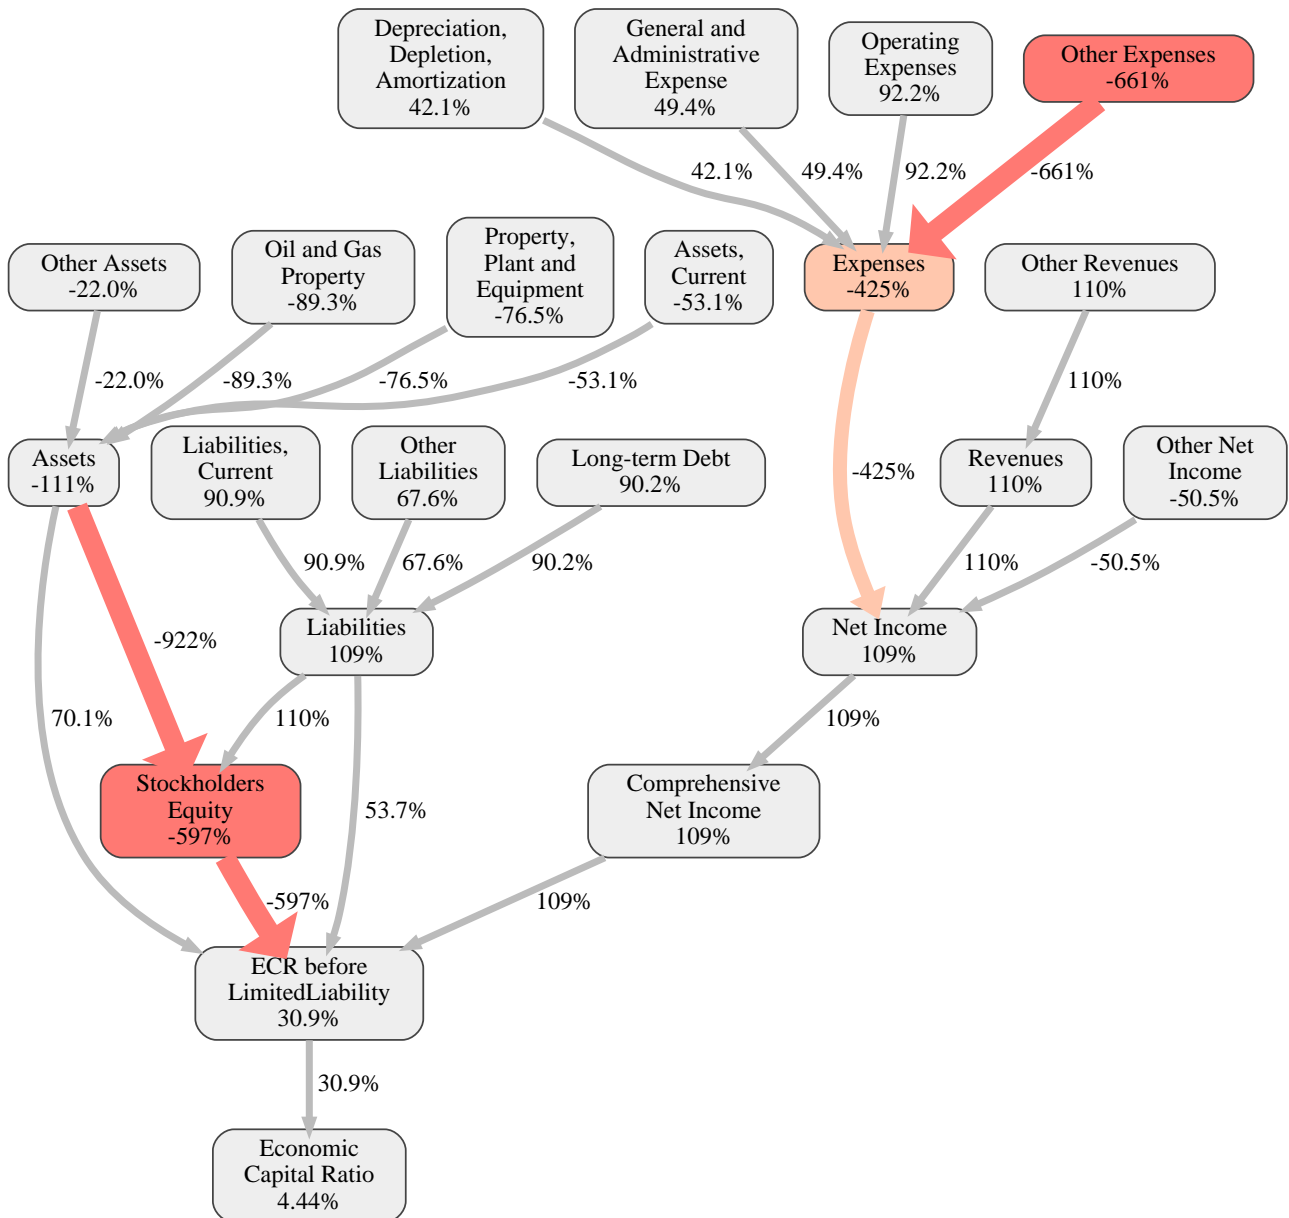 Depreciation,
Depletion,
Amortization
42.1%
General and
Administrative
Expense
49.4%
Operating
Expenses
92.2%
Other Expenses
-661%
42.1%
49.4%
92.2%
-661%
Other Assets
-22.0%
Oil and Gas
Property
-89.3%
Property,
Plant and
Equipment
-76.5%
Assets,
Current
-53.1%
Expenses
-425%
Other Revenues
110%
-22.0%
-89.3%
-76.5%
-53.1%
110%
Assets
-111%
Liabilities,
Current
90.9%
Other
Liabilities
67.6%
Long-term Debt
90.2%
-425%
Revenues
110%
Other Net
Income
-50.5%
90.9%
67.6%
90.2%
110%
-50.5%
-922%
Liabilities
109%
Net Income
109%
70.1%
110%
109%
Stockholders
Equity
-597%
53.7%
Comprehensive
Net Income
109%
-597%
109%
ECR before
LimitedLiability
30.9%
30.9%
Economic
Capital Ratio
4.44%